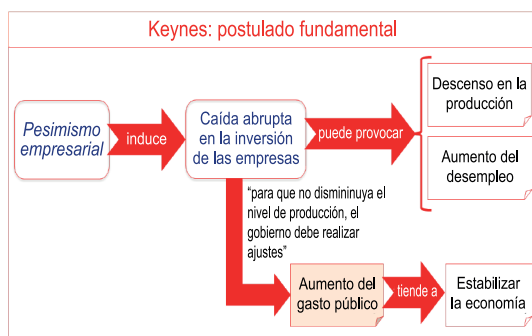 Keynes: postulado fundamental
Pesimismo
empresarial
induce
Caída abrupta
en la inversión
de las empresas
puede provocar
Descenso en la
producción
Aumento del
desempleo
“para que no dismininuya el
nivel de producción, el
gobierno debe realizar
ajustes”
Aumento del
gasto público
tiende a
Estabilizar
la economía